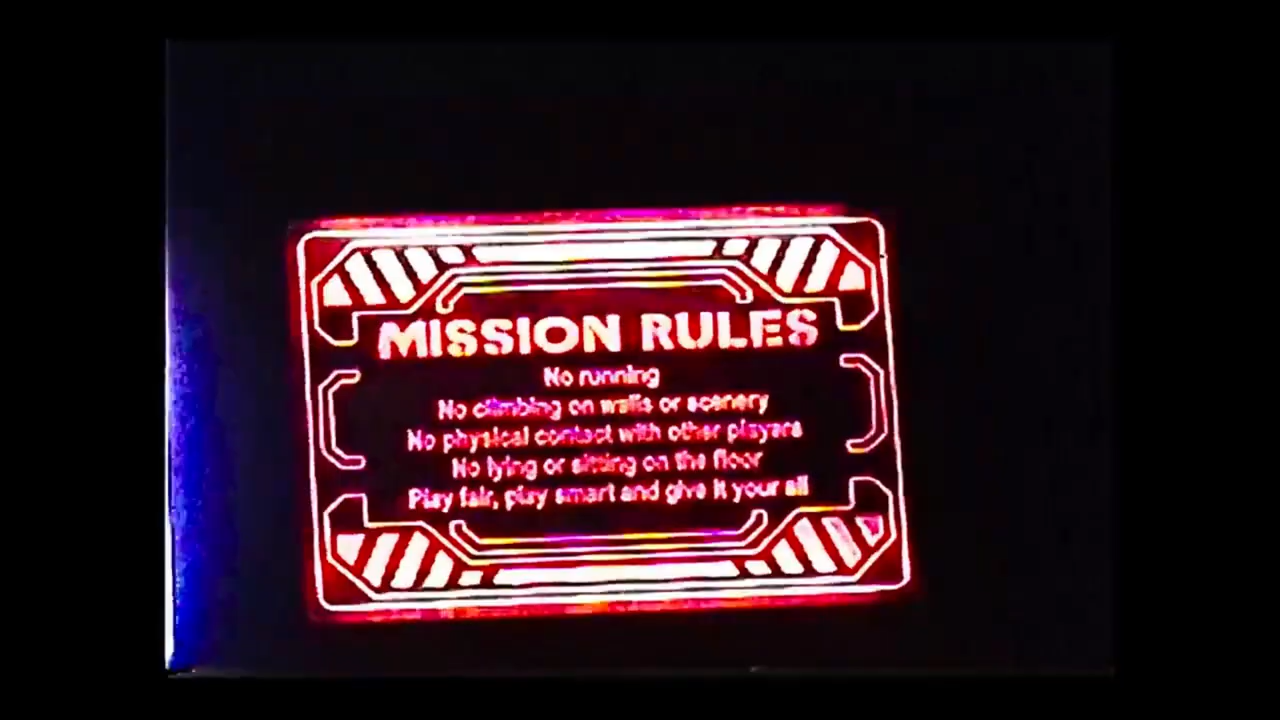 MISSION RULES
No running
No climbing on walls or scenery
No physical contact with other players
No lying or sitting on the floor
Play fair, play smart and give it your all